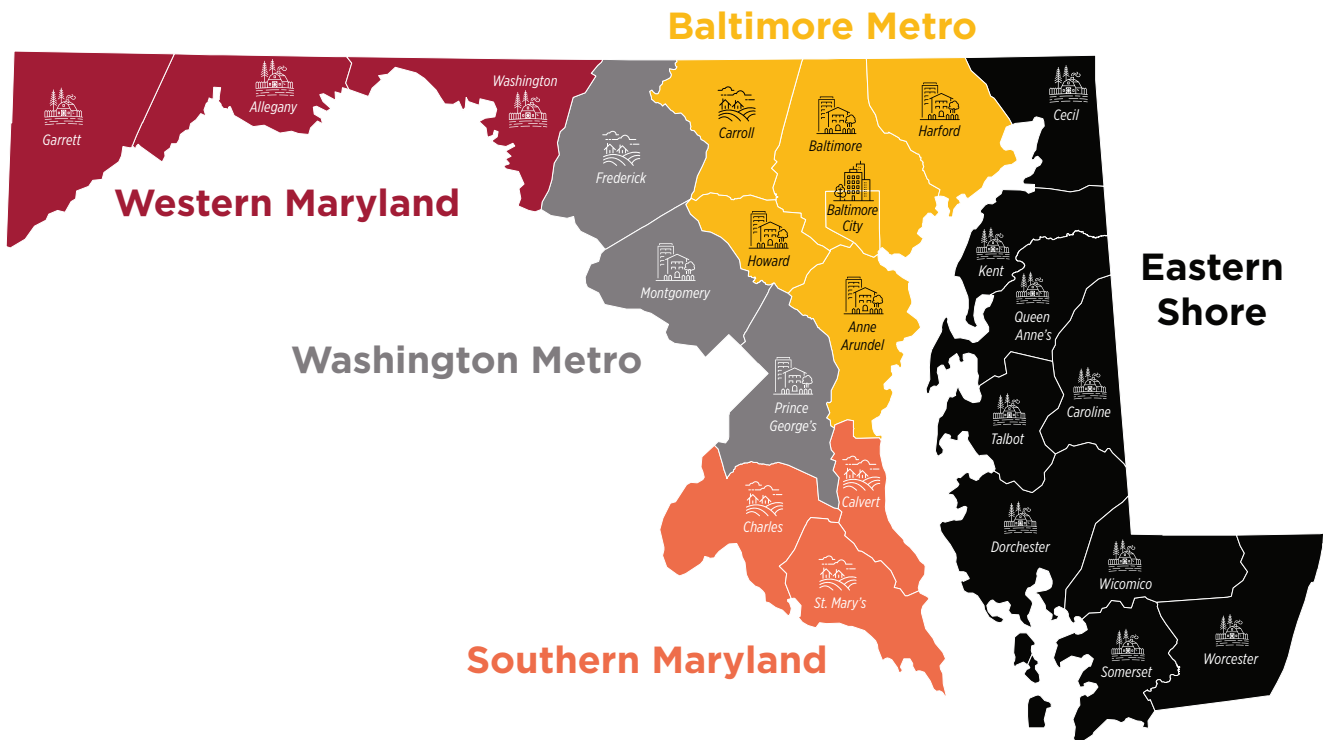 Baltimore Metro
Garrett
Allegany
Washington
Frederick
Carroll
Baltimore
Harford
Cecil
Western Maryland
Baltimore
City
Howard
Montgomery
Kent
Eastern
Shore
Queen
Anne's
Anne
Arundel
Washington Metro
Prince
George's
Talbot
Caroline
Calvert
Charles
St. Mary's
Dorchester
Wicomico
Southern Maryland
Somerset
Worcester